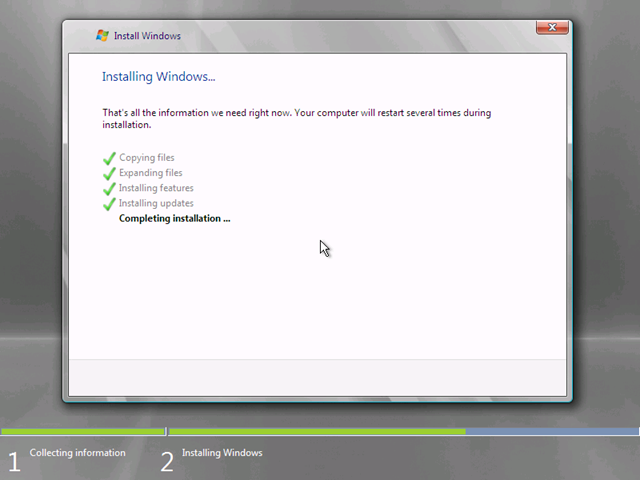 Install Windows
Installing Windows...
That's all the information we need right now. Your computer will restart several times during
installation.
Copying files
Expanding files
Installing features
Installing updates
Completing installation ...
1 Collecting information
2 Installing Windows